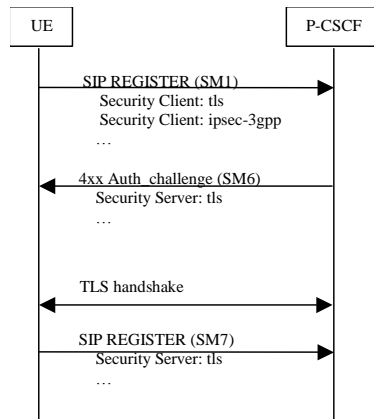 UE
P-CSCF
SIP REGISTER (SM1)
Security Client: tls
Security Client: ipsec-3gpp
…
4xx Auth_challenge (SM6)
Security Server: tls
…
TLS handshake
SIP REGISTER (SM7)
Security Server: tls
…